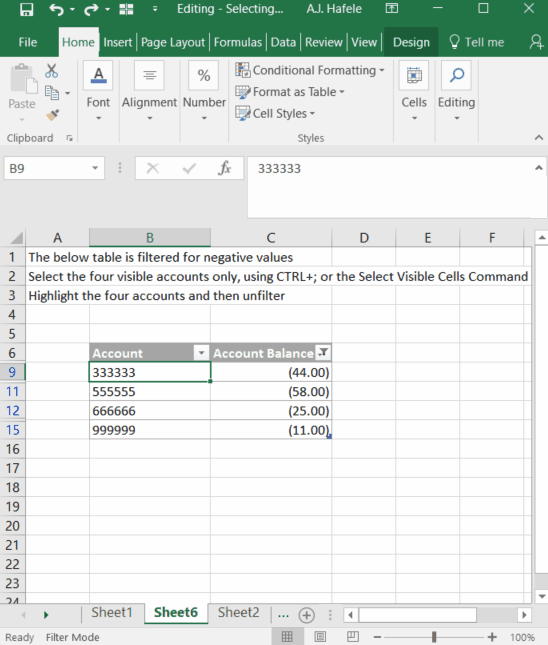 Editing - Selecting... A.J. Hafele
File Home Insert Page Layout Formulas Data Review View Design Tell me
Paste
Font Alignment Number
Conditional Formatting
Format as Table
Cell Styles
Cells Editing
Clipboard Styles
B9 fx 333333
A B C D E F
1 The below table is filtered for negative values
2 Select the four visible accounts only, using CTRL+; or the Select Visible Cells Command
3 Highlight the four accounts and then unfilter
4
5
6 Account Account Balance
9 333333 (44.00)
11 555555 (58.00)
12 666666 (25.00)
15 999999 (11.00)
16
17
18
19
20
21
22
23
24
Sheet1 Sheet6 Sheet2 ...
Ready Filter Mode 100%